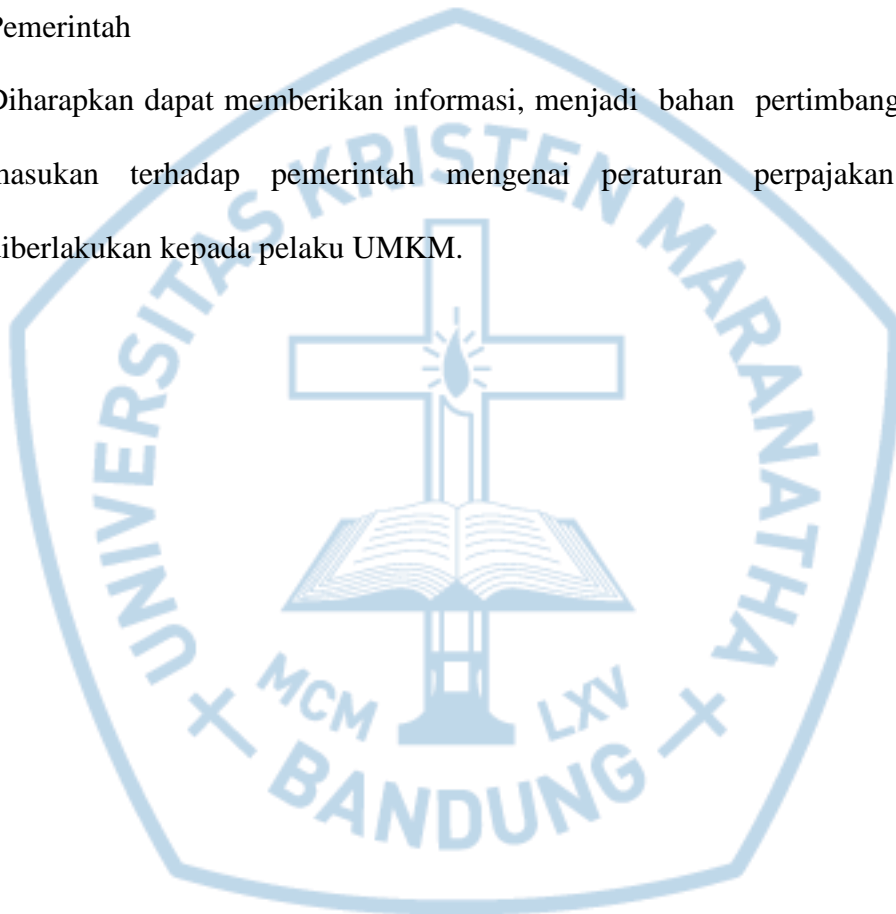 Pemerintah
Diharapkan dapat memberikan informasi, menjadi bahan
masukan terhadap pemerintah mengenai peraturan perpajakan
diberlakukan kepada pelaku UMKM.
UNIVERSITAS KRISTEN MARANATHA
MCM LXV
BANDUNG